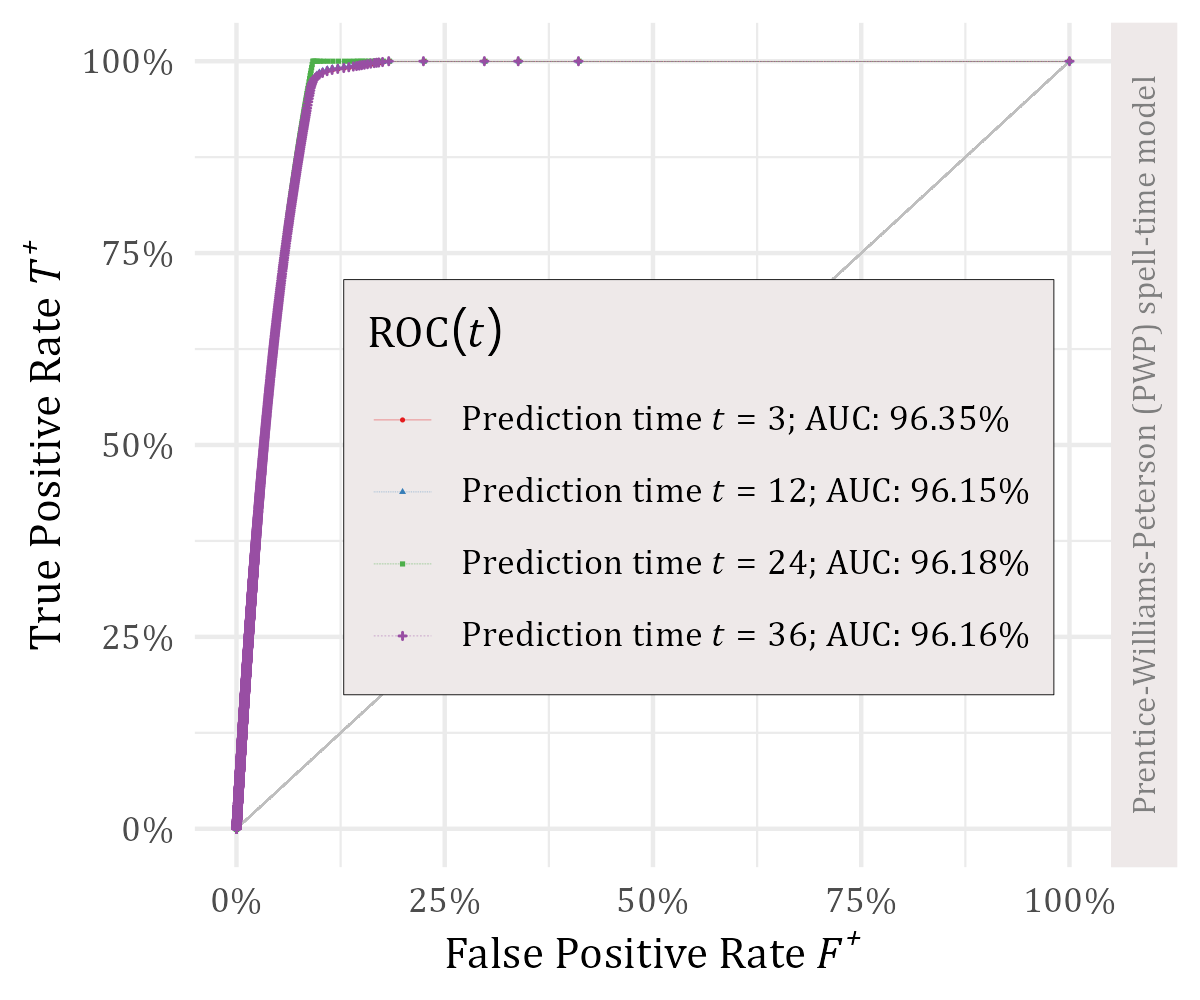 100%
75%
50%
25%
0%
True Positive Rate T⁺
ROC(t)
Prediction time t = 3; AUC: 96.35%
Prediction time t = 12; AUC: 96.15%
Prediction time t = 24; AUC: 96.18%
Prediction time t = 36; AUC: 96.16%
Prentice-Williams-Peterson (PWP) spell-time model
0% 25% 50% 75% 100%
False Positive Rate F⁺